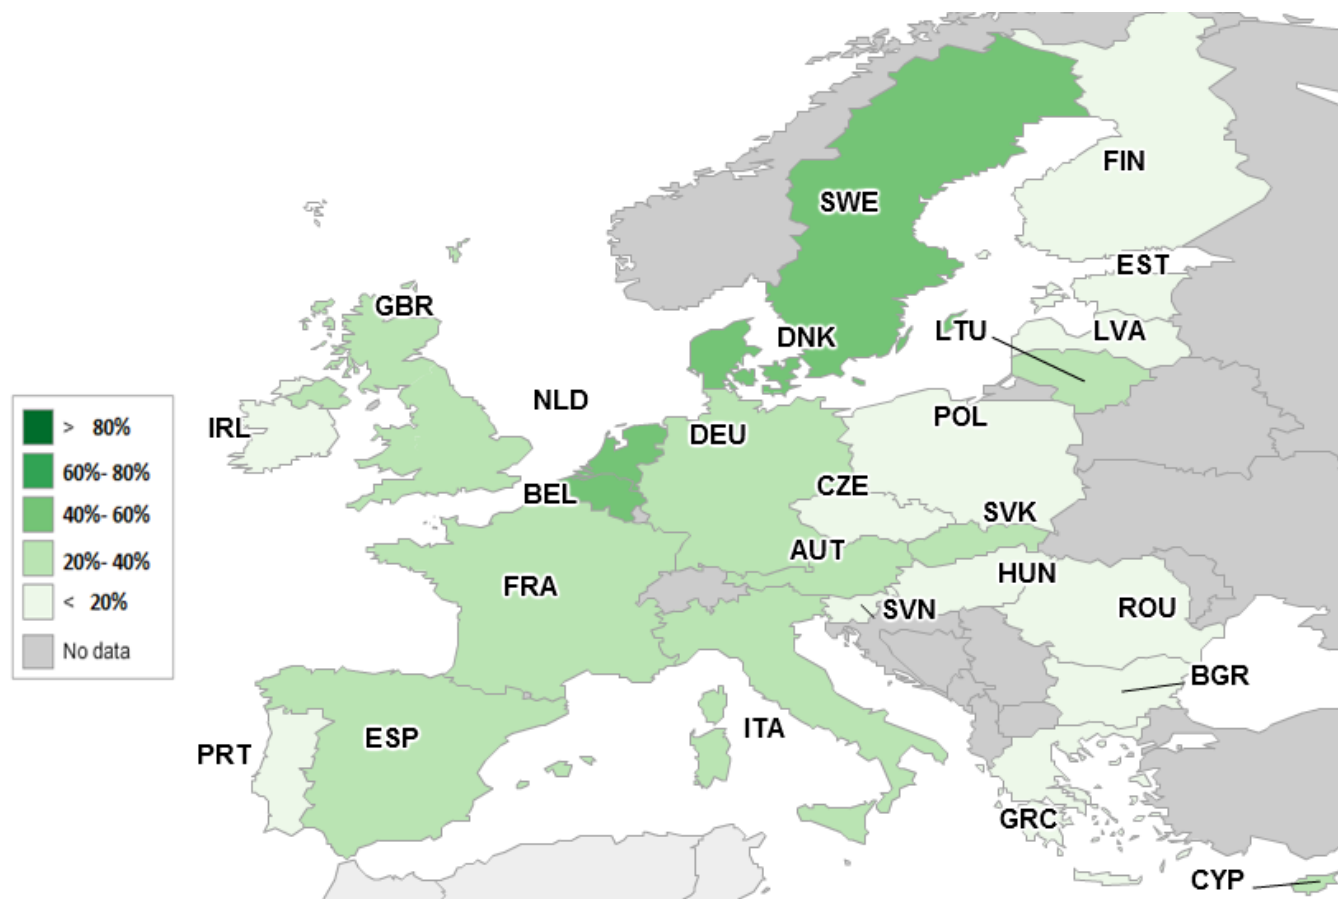 FIN
SWE
EST
GBR
DNK
LTU
LVA
NLD
IRL
DEU
POL
BEL
CZE
SVK
AUT
FRA
HUN
SVN
ROU
BGR
ESP
ITA
PRT
GRC
CYP
> 80%
60%- 80%
40%- 60%
20%- 40%
< 20%
No data